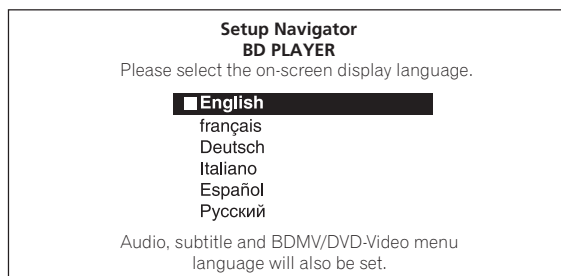 Setup Navigator
BD PLAYER
Please select the on-screen display language.
English
français
Deutsch
Italiano
Español
Русский
Audio, subtitle and BDMV/DVD-Video menu
language will also be set.